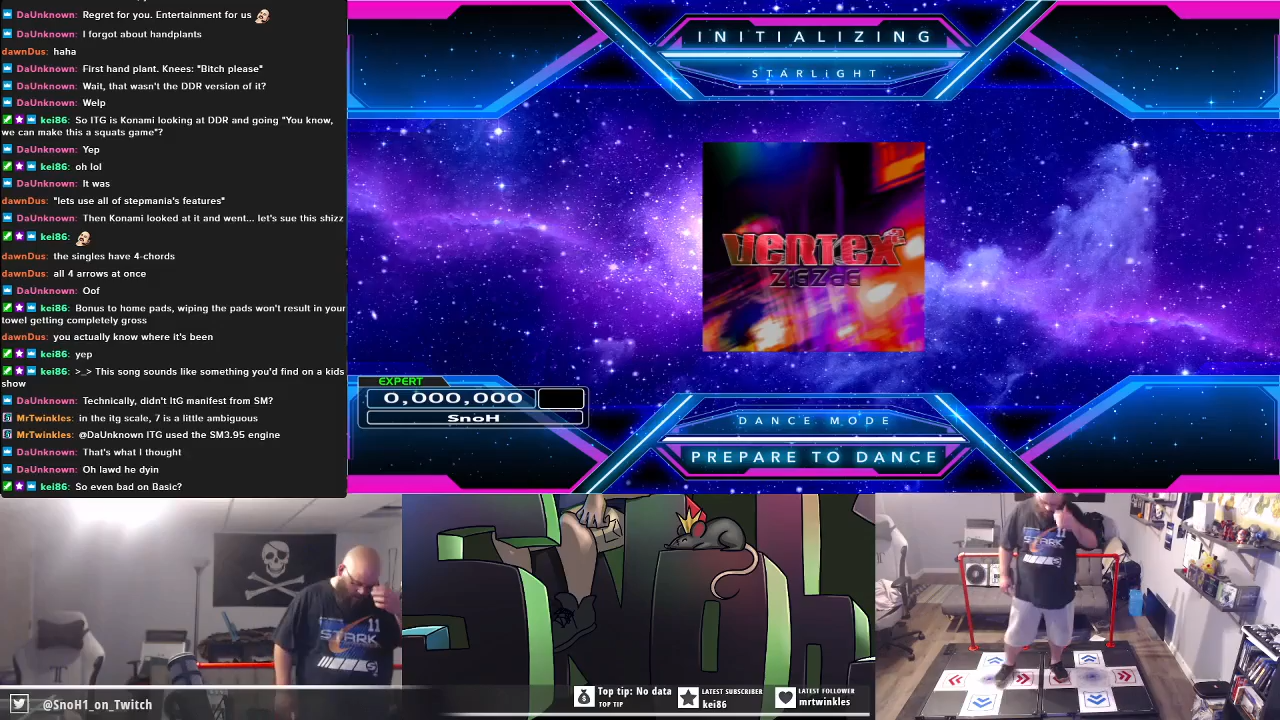 DaUnknown: Regret for you. Entertainment for us
DaUnknown: I forgot about handplants
dawnDus: haha
DaUnknown: First hand plant. Knees: "Bitch please"
DaUnknown: Wait, that wasn't the DDR version of it?
DaUnknown: Welp
kei86: So ITG is Konami looking at DDR and going "You know,
we can make this a squats game"?
DaUnknown: Yep
kei86: oh lol
DaUnknown: It was
dawnDus: "lets use all of stepmania's features"
DaUnknown: Then Konami looked at it and went... let's sue this shizz
kei86:
dawnDus: the singles have 4-chords
dawnDus: all 4 arrows at once
DaUnknown: Oof
kei86: Bonus to home pads, wiping the pads won't result in your
towel getting completely gross
dawnDus: you actually know where it's been
kei86: yep
kei86: >_> This song sounds like something you'd find on a kids
show
DaUnknown: Technically, didn't ItG manifest from SM?
MrTwinkles: in the itg scale, 7 is a little ambiguous
MrTwinkles: @DaUnknown ITG used the SM3.95 engine
DaUnknown: That's what I thought
DaUnknown: Oh lawd he dyin
kei86: So even bad on Basic?
INITIALIZING
STARLiGHT
VERTEX²
EXPERT
0,000,000
SnoH
DANCE MODE
PREPARE TO DANCE
11
STARK
11
STARK
@SnoH1_on_Twitch
Top tip: No data
TOP TIP
LATEST SUBSCRIBER
kei86
LATEST FOLLOWER
mrtwinkles